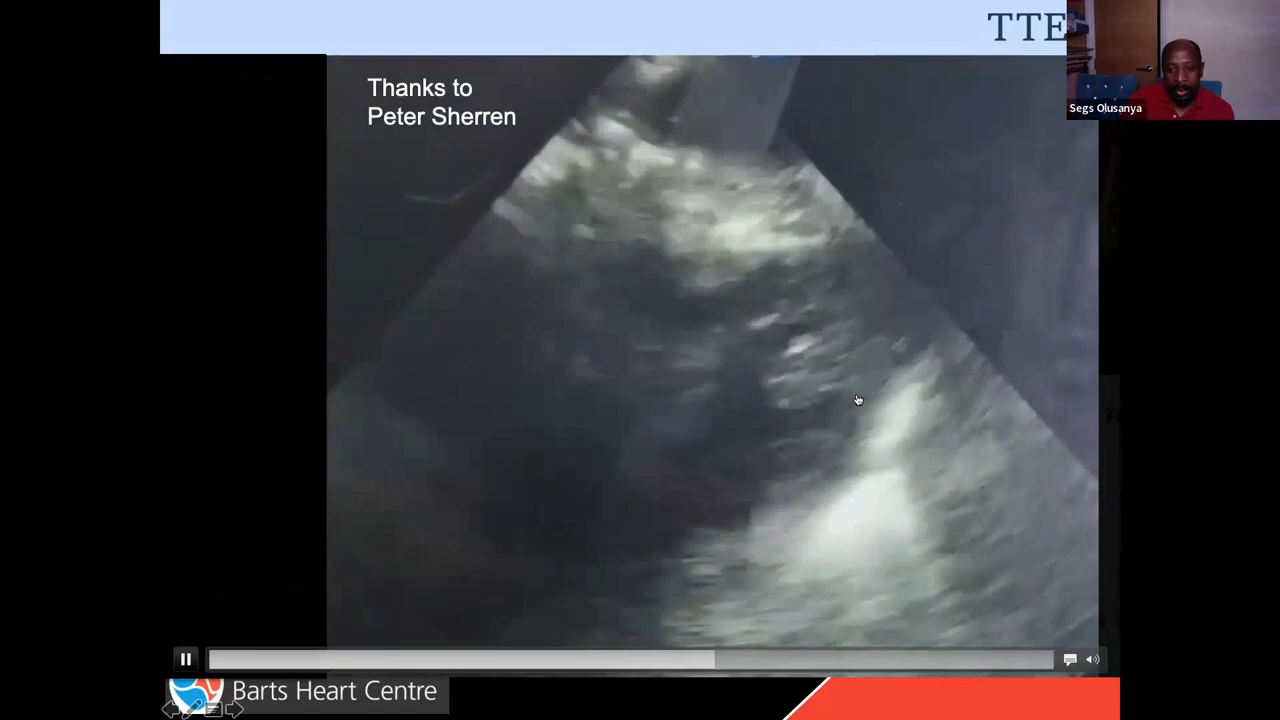 TTE
Segs Olusanya
Thanks to
Peter Sherren
Barts Heart Centre